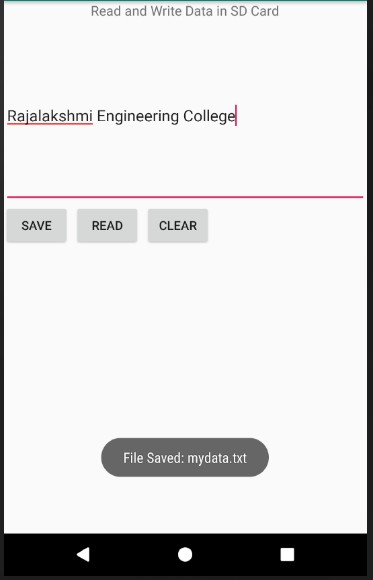 Read and Write Data in SD Card
Rajalakshmi Engineering College
SAVE READ CLEAR
File Saved: mydata.txt